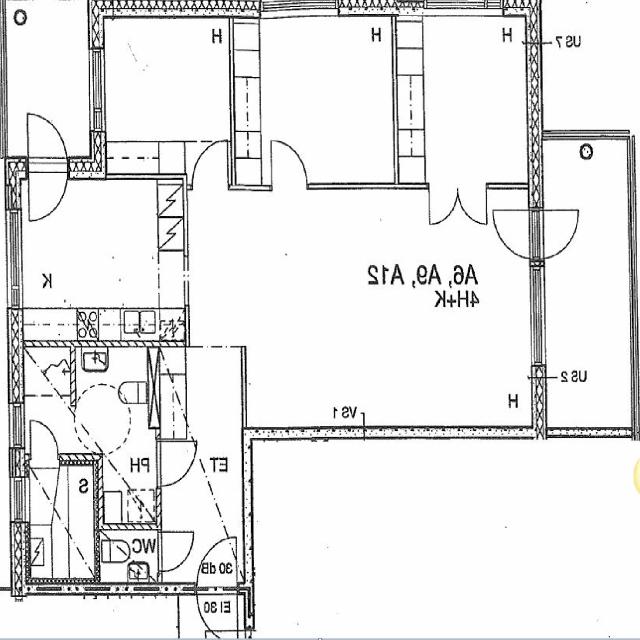 O
H
H
H
US 7
O
K
A6, A9, A12
4H+K
US 2
H
VS 1
PH
ET
S
WC
30 dB
EI 30